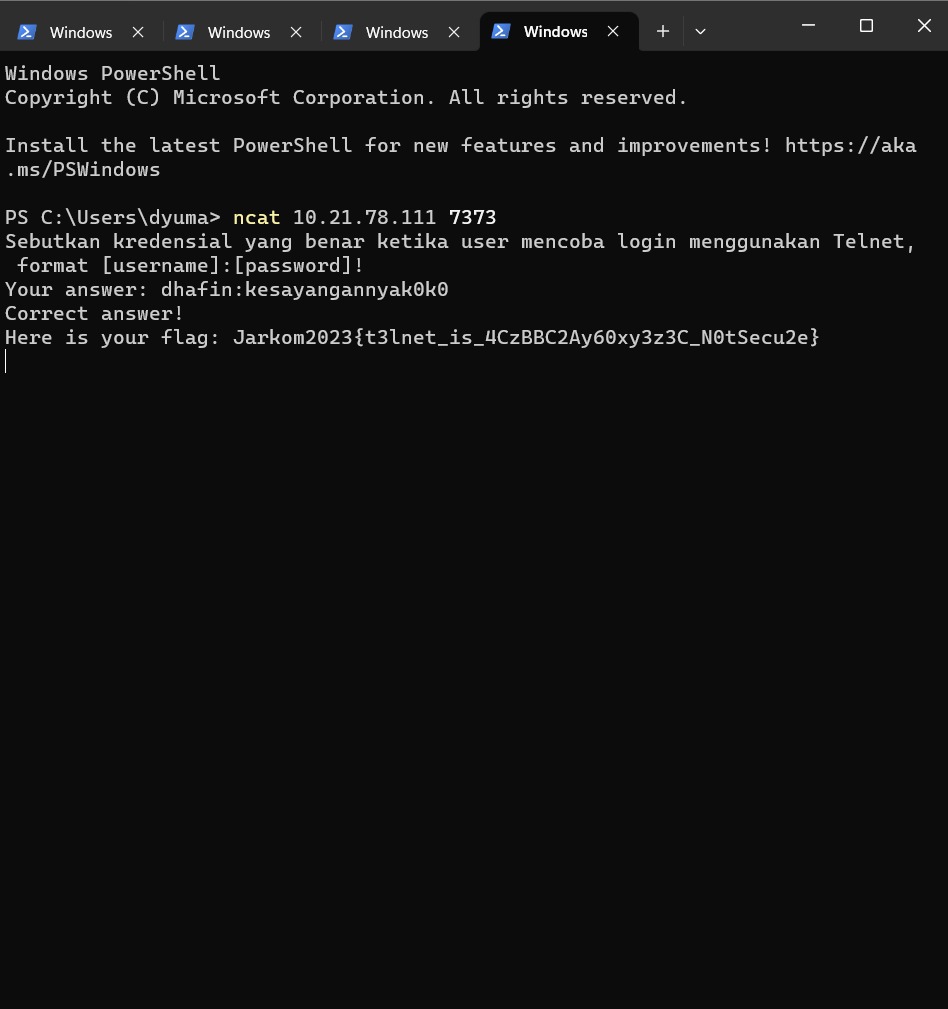 Windows Windows Windows Windows
Windows PowerShell
Copyright (C) Microsoft Corporation. All rights reserved.
Install the latest PowerShell for new features and improvements! https://aka
.ms/PSWindows
PS C:\Users\dyuma> ncat 10.21.78.111 7373
Sebutkan kredensial yang benar ketika user mencoba login menggunakan Telnet,
 format [username]:[password]!
Your answer: dhafin:kesayangannyak0k0
Correct answer!
Here is your flag: Jarkom2023{t3lnet_is_4CzBBC2Ay60xy3z3C_N0tSecu2e}